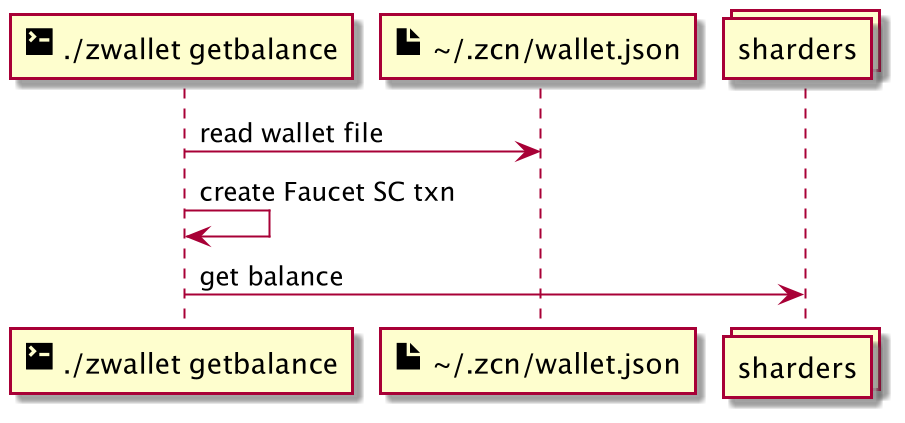 ./zwallet getbalance
~/.zcn/wallet.json
sharders
read wallet file
create Faucet SC txn
get balance
./zwallet getbalance
~/.zcn/wallet.json
sharders